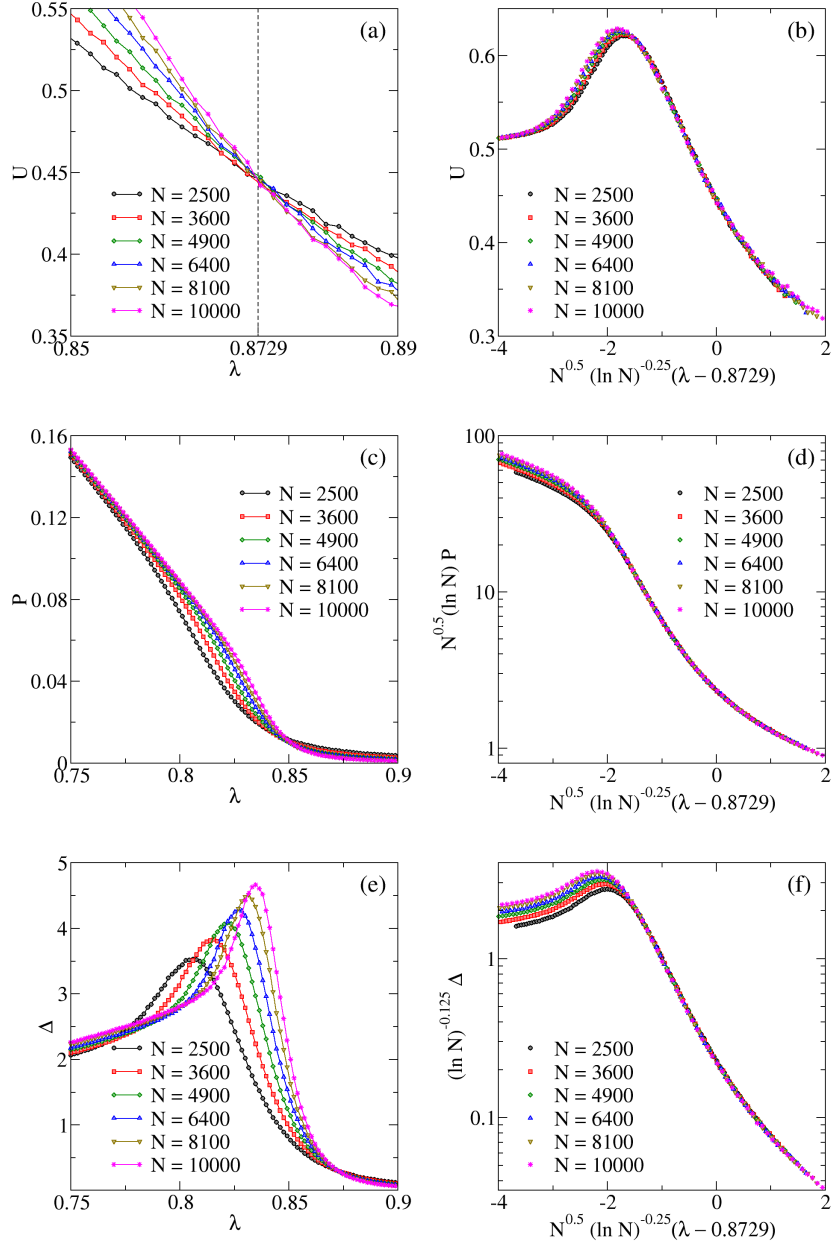 (a)
0.55
0.5
0.45
0.4
0.35
U
N = 2500
N = 3600
N = 4900
N = 6400
N = 8100
N = 10000
0.85
0.8729
0.89
λ
(b)
0.6
0.5
0.4
0.3
U
N = 2500
N = 3600
N = 4900
N = 6400
N = 8100
N = 10000
-4
-2
0
2
N^0.5 (ln N)^-0.25 (λ − 0.8729)
(c)
0.16
0.12
0.08
0.04
0
P
N = 2500
N = 3600
N = 4900
N = 6400
N = 8100
N = 10000
0.75
0.8
0.85
0.9
λ
(d)
100
10
1
N^0.5 (ln N) P
N = 2500
N = 3600
N = 4900
N = 6400
N = 8100
N = 10000
-4
-2
0
2
N^0.5 (ln N)^-0.25 (λ − 0.8729)
(e)
5
4
3
2
1
Δ
N = 2500
N = 3600
N = 4900
N = 6400
N = 8100
N = 10000
0.75
0.8
0.85
0.9
λ
(f)
1
0.1
(ln N)^-0.125 Δ
N = 2500
N = 3600
N = 4900
N = 6400
N = 8100
N = 10000
-4
-2
0
2
N^0.5 (ln N)^-0.25 (λ − 0.8729)